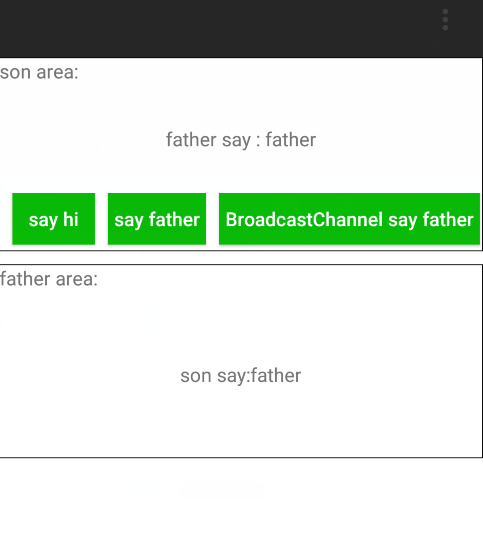 son area:
father say : father
say hi
say father
BroadcastChannel say father
father area:
son say:father